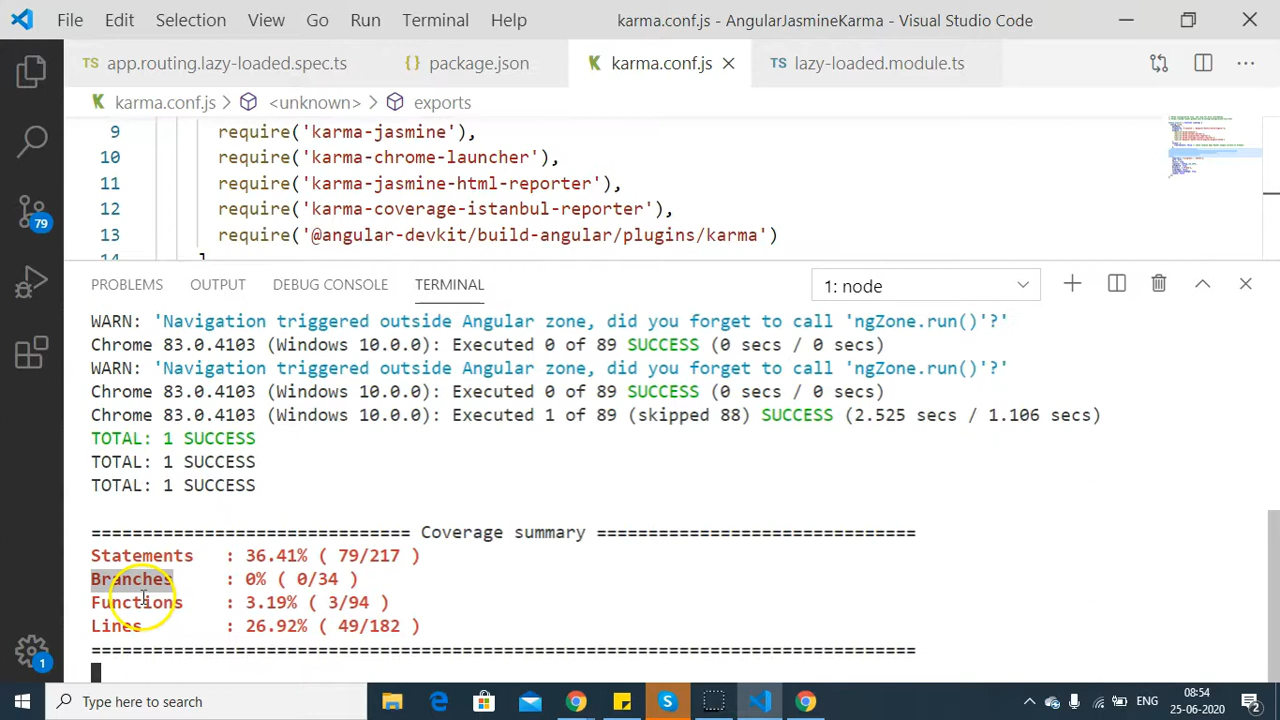 File Edit Selection View Go Run Terminal Help karma.conf.js - AngularJasmineKarma - Visual Studio Code
TS app.routing.lazy-loaded.spec.ts {} package.json karma.conf.js TS lazy-loaded.module.ts
karma.conf.js > <unknown> > exports
9 require('karma-jasmine'),
10 require('karma-chrome-launcher'),
11 require('karma-jasmine-html-reporter'),
12 require('karma-coverage-istanbul-reporter'),
13 require('@angular-devkit/build-angular/plugins/karma')
79
PROBLEMS OUTPUT DEBUG CONSOLE TERMINAL 1: node
WARN: 'Navigation triggered outside Angular zone, did you forget to call 'ngZone.run()'?'
Chrome 83.0.4103 (Windows 10.0.0): Executed 0 of 89 SUCCESS (0 secs / 0 secs)
WARN: 'Navigation triggered outside Angular zone, did you forget to call 'ngZone.run()'?'
Chrome 83.0.4103 (Windows 10.0.0): Executed 0 of 89 SUCCESS (0 secs / 0 secs)
Chrome 83.0.4103 (Windows 10.0.0): Executed 1 of 89 (skipped 88) SUCCESS (2.525 secs / 1.106 secs)
TOTAL: 1 SUCCESS
TOTAL: 1 SUCCESS
TOTAL: 1 SUCCESS
=============================== Coverage summary ===============================
Statements : 36.41% ( 79/217 )
Branches : 0% ( 0/34 )
Functions : 3.19% ( 3/94 )
Lines : 26.92% ( 49/182 )
================================================================================
1
Type here to search ENG 08:54
25-06-2020 2